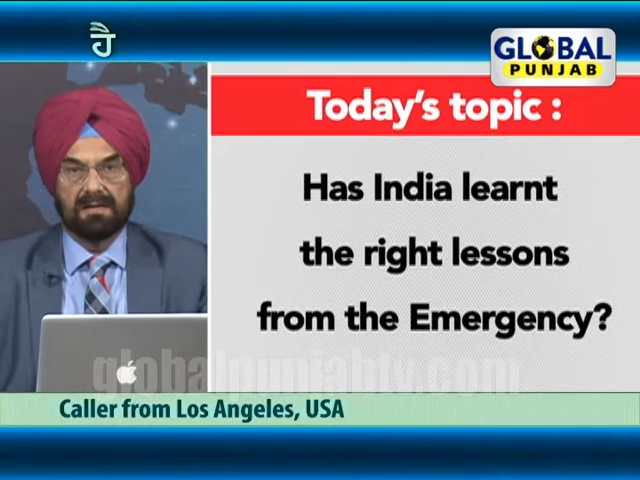 ਹੈ
GLOBAL
PUNJAB
Today's topic :
Has India learnt
the right lessons
from the Emergency?
globalpunjabtv.com
Caller from Los Angeles, USA